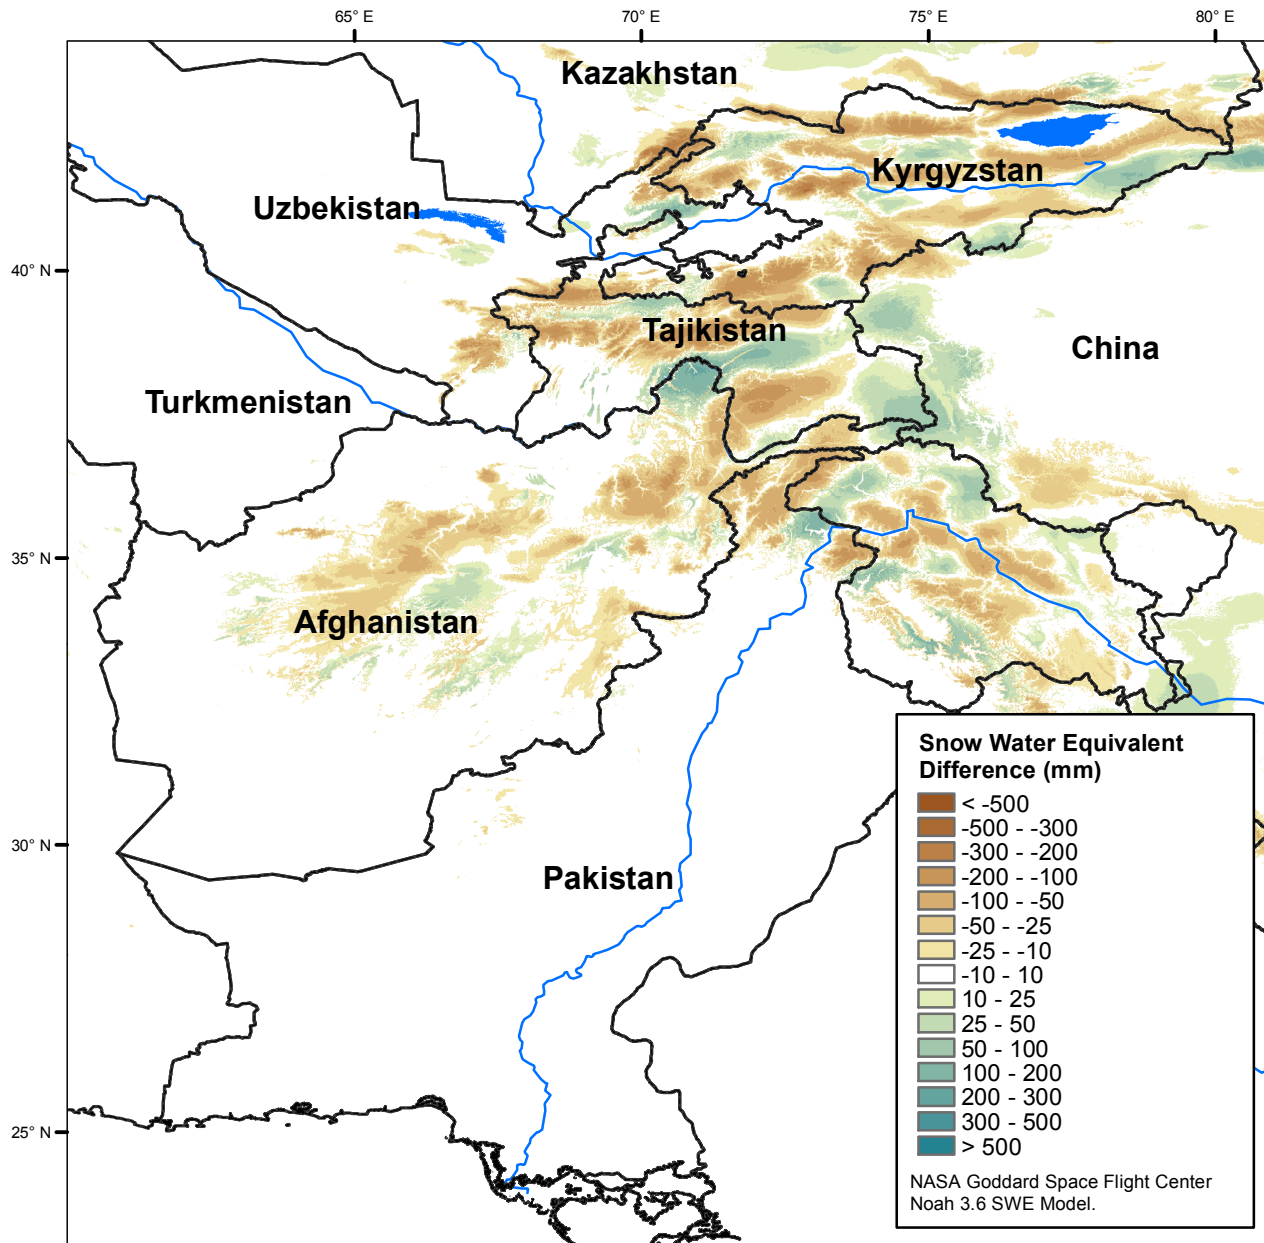 65° E
70° E
75° E
80° E
Kazakhstan
Kyrgyzstan
Uzbekistan
40° N
Tajikistan
China
Turkmenistan
35° N
Afghanistan
30° N
Pakistan
25° N
Snow Water Equivalent
Difference (mm)
< -500
-500 - -300
-300 - -200
-200 - -100
-100 - -50
-50 - -25
-25 - -10
-10 - 10
10 - 25
25 - 50
50 - 100
100 - 200
200 - 300
300 - 500
> 500
NASA Goddard Space Flight Center
Noah 3.6 SWE Model.